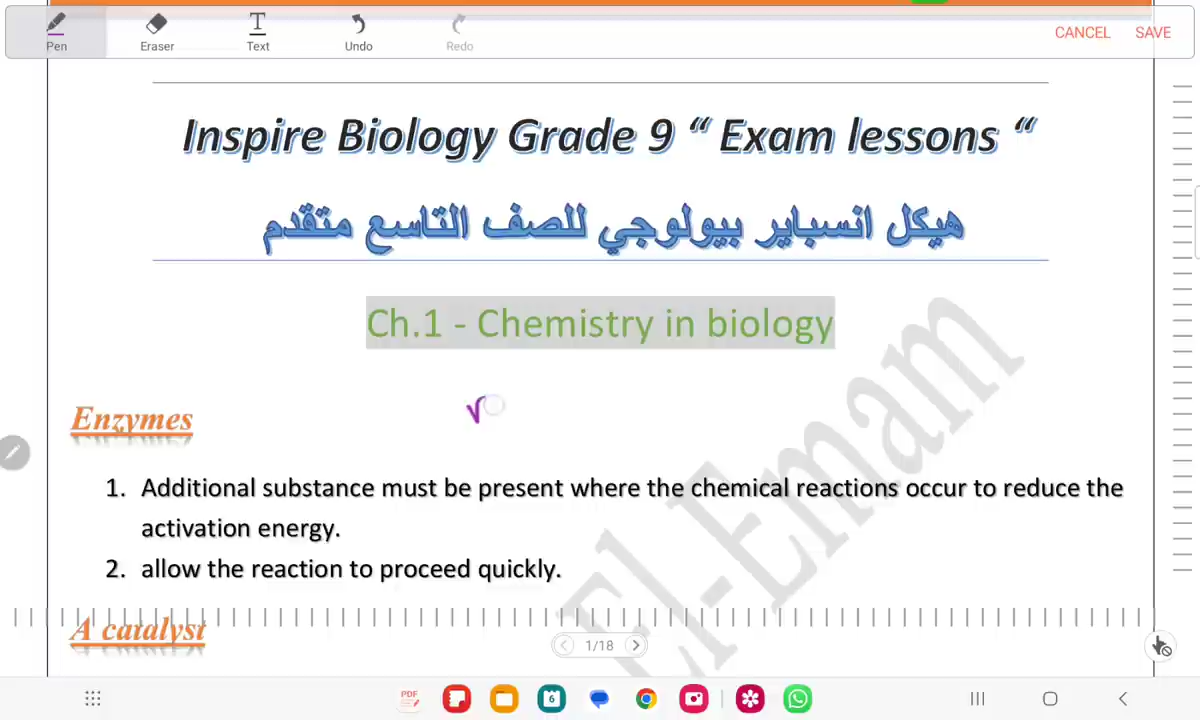 Pen Eraser Text Undo Redo CANCEL SAVE
Inspire Biology Grade 9 “ Exam lessons “
هيكل انسباير بيولوجي للصف التاسع متقدم
Ch.1 - Chemistry in biology
Enzymes
1. Additional substance must be present where the chemical reactions occur to reduce the
activation energy.
2. allow the reaction to proceed quickly.
A catalyst
El-Emam
1/18
PDF
6